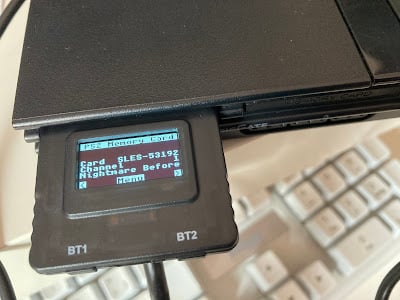 PS2 Memory Card
Card SLES-53192
Channel 1
Nightmare Before
< Menu >
BT1 BT2